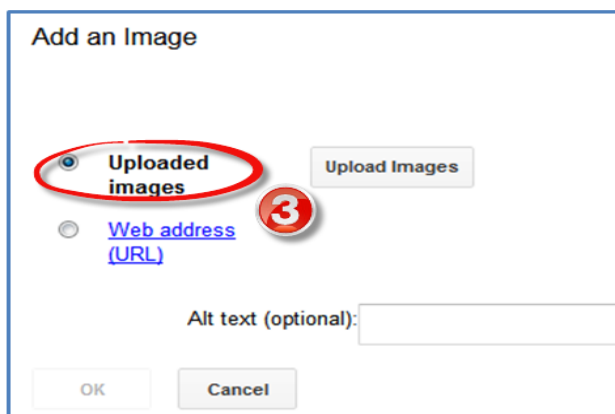 Add an Image
Uploaded Upload Images
images
3
Web address
(URL)
Alt text (optional):
OK Cancel